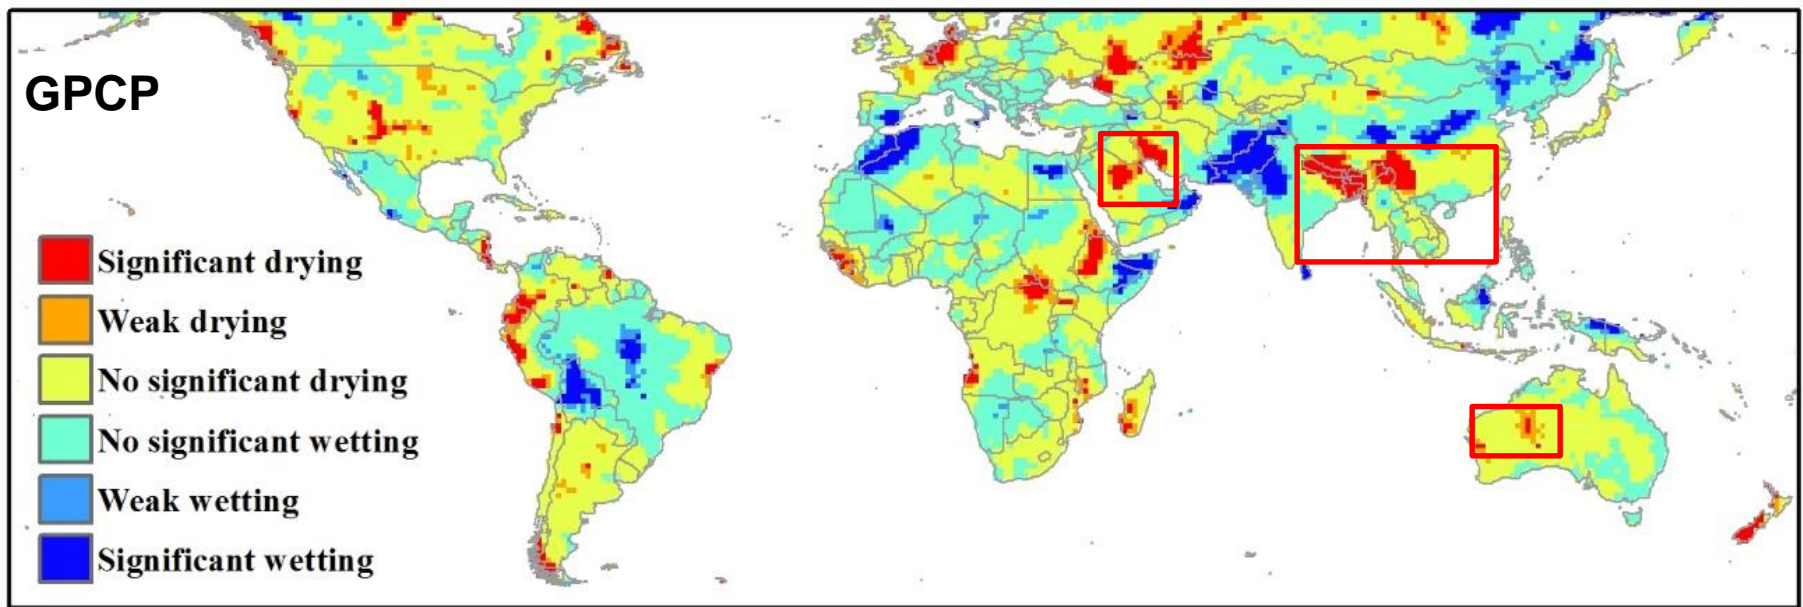 GPCP
Significant drying
Weak drying
No significant drying
No significant wetting
Weak wetting
Significant wetting